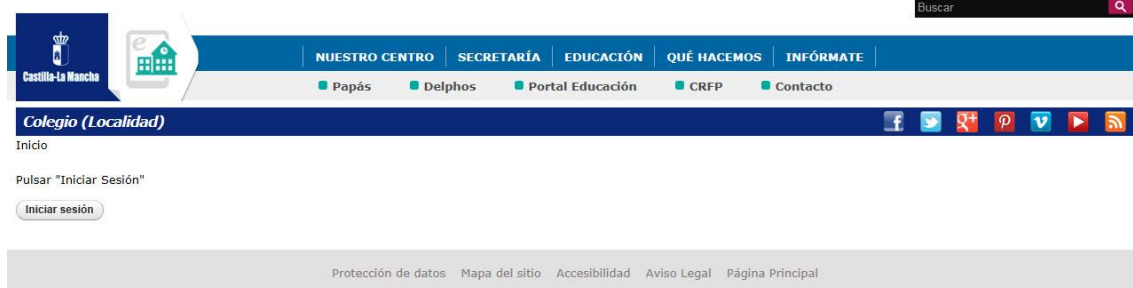 Buscar
Castilla-La Mancha
e
NUESTRO CENTRO SECRETARÍA EDUCACIÓN QUÉ HACEMOS INFÓRMATE
Papás Delphos Portal Educación CRFP Contacto
Colegio (Localidad)
Inicio
Pulsar "Iniciar Sesión"
Iniciar sesión
Protección de datos Mapa del sitio Accesibilidad Aviso Legal Página Principal